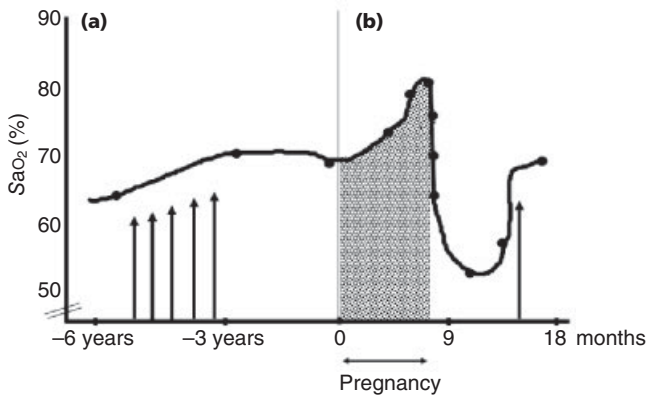 90
(a)
(b)
80
70
60
50
SaO₂ (%)
−6 years
−3 years
0
9
18
months
Pregnancy